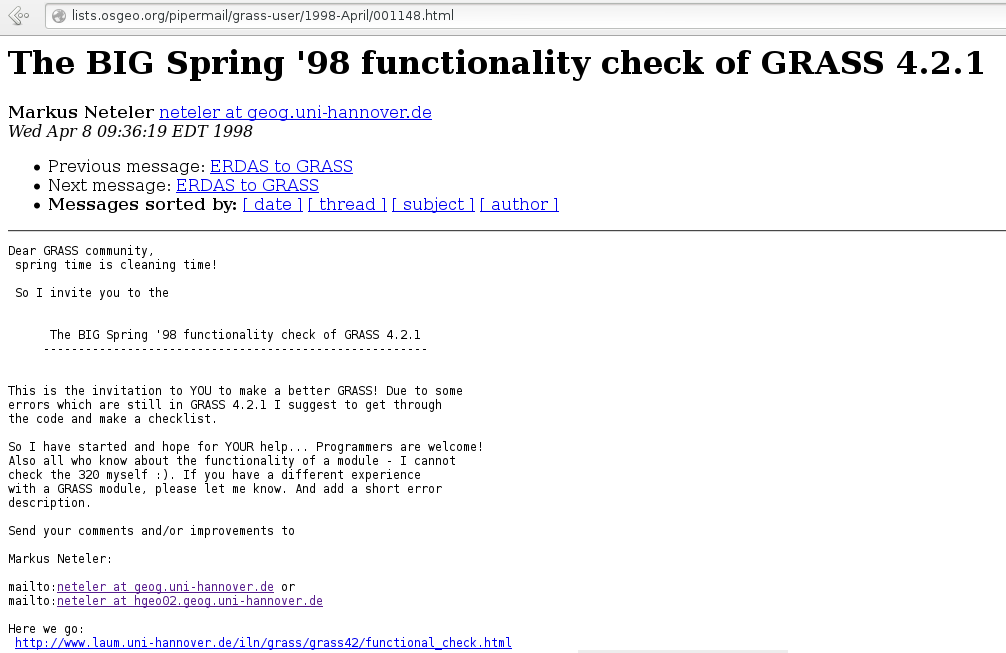 lists.osgeo.org/pipermail/grass-user/1998-April/001148.html
The BIG Spring '98 functionality check of GRASS 4.2.1
Markus Neteler neteler at geog.uni-hannover.de
Wed Apr 8 09:36:19 EDT 1998
• Previous message: ERDAS to GRASS
• Next message: ERDAS to GRASS
• Messages sorted by: [ date ] [ thread ] [ subject ] [ author ]
Dear GRASS community,
spring time is cleaning time!
So I invite you to the
The BIG Spring '98 functionality check of GRASS 4.2.1
-------------------------------------------------------
This is the invitation to YOU to make a better GRASS! Due to some
errors which are still in GRASS 4.2.1 I suggest to get through
the code and make a checklist.
So I have started and hope for YOUR help... Programmers are welcome!
Also all who know about the functionality of a module - I cannot
check the 320 myself :). If you have a different experience
with a GRASS module, please let me know. And add a short error
description.
Send your comments and/or improvements to
Markus Neteler:
mailto:neteler at geog.uni-hannover.de or
mailto:neteler at hgeo02.geog.uni-hannover.de
Here we go:
http://www.laum.uni-hannover.de/iln/grass/grass42/functional_check.html